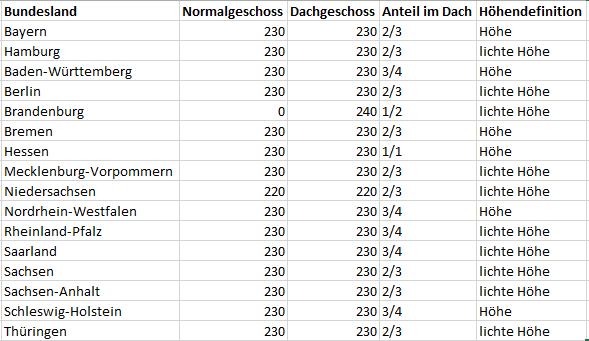 Bundesland Normalgeschoss Dachgeschoss Anteil im Dach Höhendefinition
Bayern 230 230 2/3 Höhe
Hamburg 230 230 2/3 lichte Höhe
Baden-Württemberg 230 230 3/4 Höhe
Berlin 230 230 2/3 lichte Höhe
Brandenburg 0 240 1/2 lichte Höhe
Bremen 230 230 2/3 Höhe
Hessen 230 230 1/1 Höhe
Mecklenburg-Vorpommern 230 230 2/3 lichte Höhe
Niedersachsen 220 220 2/3 lichte Höhe
Nordrhein-Westfalen 230 230 3/4 Höhe
Rheinland-Pfalz 230 230 3/4 lichte Höhe
Saarland 230 230 3/4 lichte Höhe
Sachsen 230 230 2/3 lichte Höhe
Sachsen-Anhalt 230 230 2/3 lichte Höhe
Schleswig-Holstein 230 230 3/4 Höhe
Thüringen 230 230 2/3 lichte Höhe